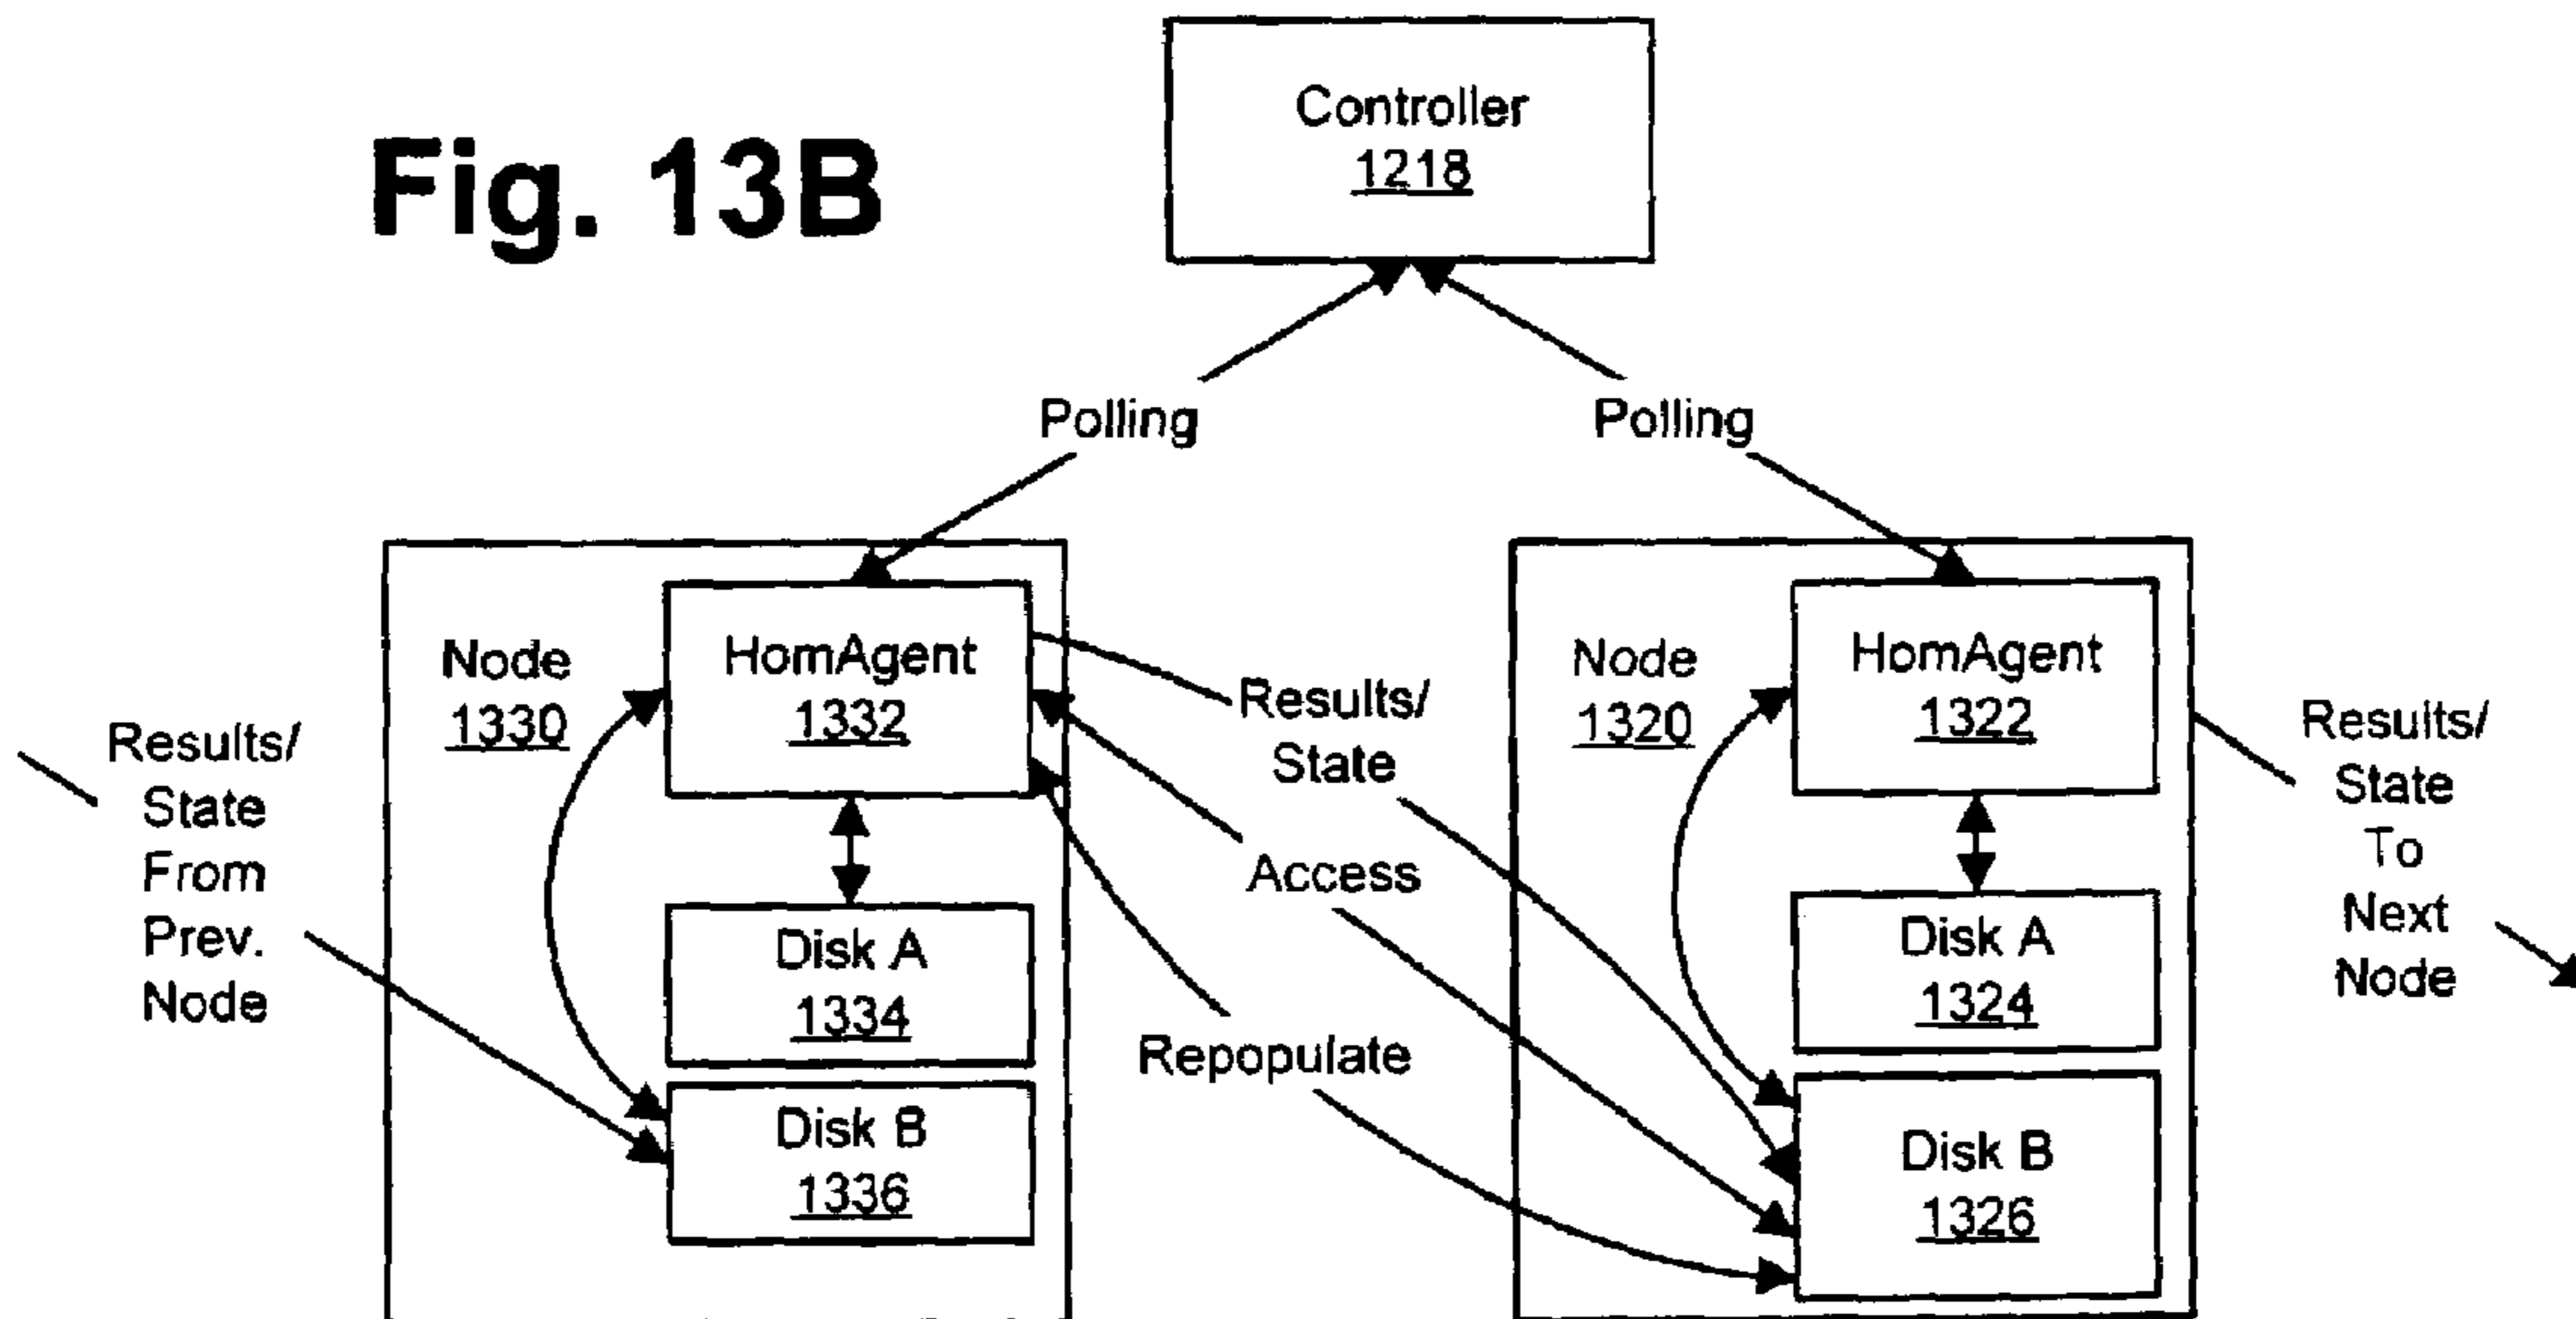 Fig. 13B
Controller
1218
Polling
Polling
Node
1330
HomAgent
1332
Disk A
1334
Disk B
1336
Results/
State
From
Prev.
Node
Results/
State
Access
Repopulate
Node
1320
HomAgent
1322
Disk A
1324
Disk B
1326
Results/
State
To
Next
Node